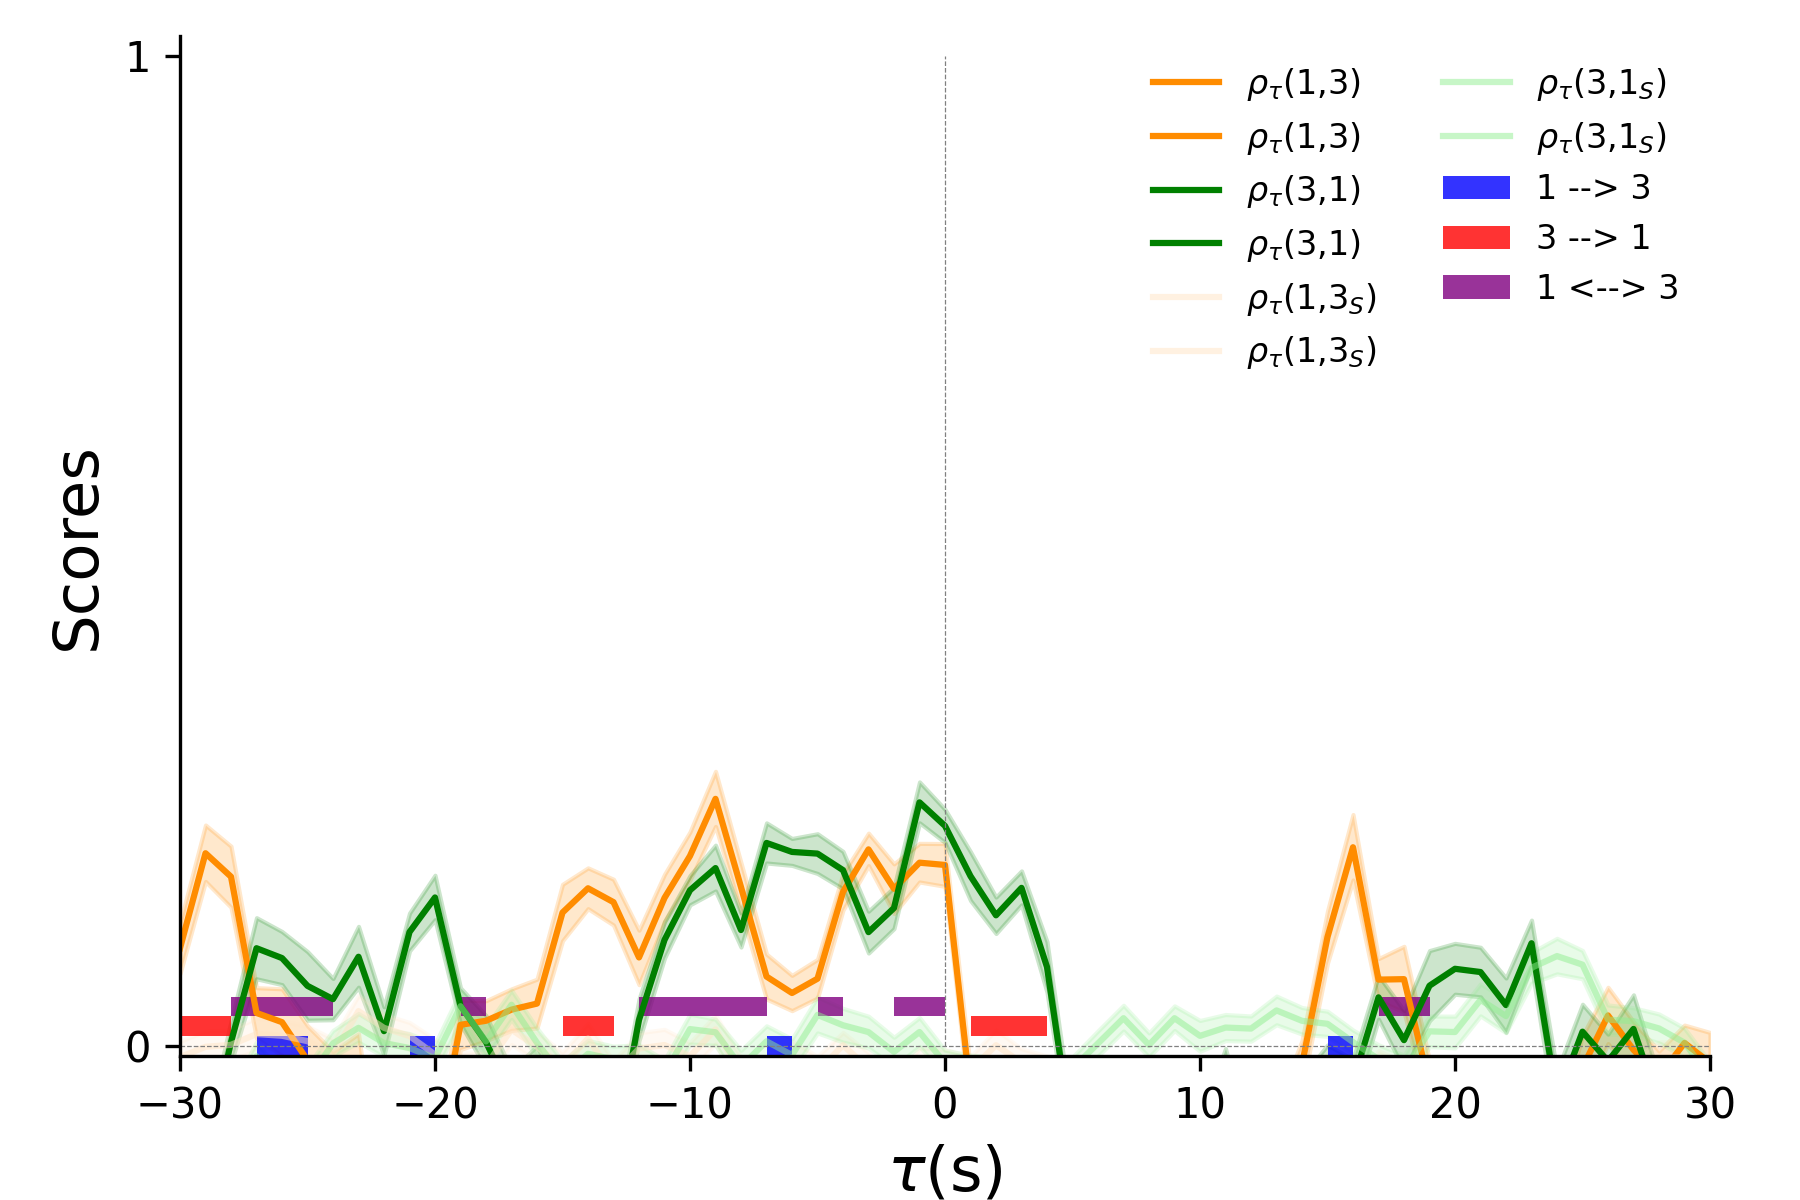 1
ρτ(1,3)
ρτ(1,3)
ρτ(3,1)
ρτ(3,1)
ρτ(1,3S)
ρτ(1,3S)
ρτ(3,1S)
ρτ(3,1S)
1 --> 3
3 --> 1
1 <--> 3
Scores
0
−30 −20 −10 0 10 20 30
τ(s)